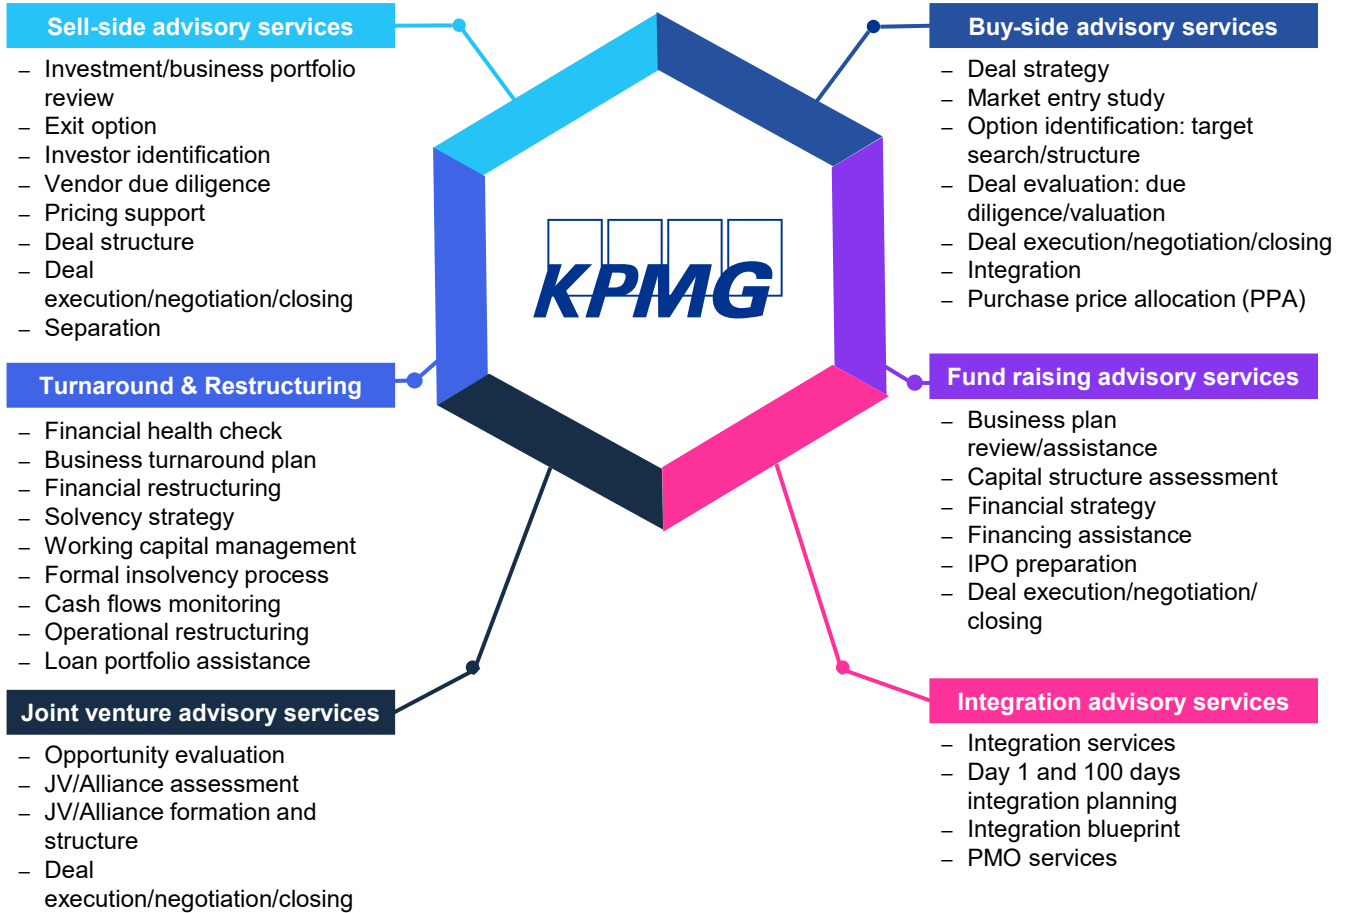 Sell-side advisory services
– Investment/business portfolio
review
– Exit option
– Investor identification
– Vendor due diligence
– Pricing support
– Deal structure
– Deal
execution/negotiation/closing
– Separation
Turnaround & Restructuring
– Financial health check
– Business turnaround plan
– Financial restructuring
– Solvency strategy
– Working capital management
– Formal insolvency process
– Cash flows monitoring
– Operational restructuring
– Loan portfolio assistance
Joint venture advisory services
– Opportunity evaluation
– JV/Alliance assessment
– JV/Alliance formation and
structure
– Deal
execution/negotiation/closing
KPMG
Buy-side advisory services
– Deal strategy
– Market entry study
– Option identification: target
search/structure
– Deal evaluation: due
diligence/valuation
– Deal execution/negotiation/closing
– Integration
– Purchase price allocation (PPA)
Fund raising advisory services
– Business plan
review/assistance
– Capital structure assessment
– Financial strategy
– Financing assistance
– IPO preparation
– Deal execution/negotiation/
closing
Integration advisory services
– Integration services
– Day 1 and 100 days
integration planning
– Integration blueprint
– PMO services